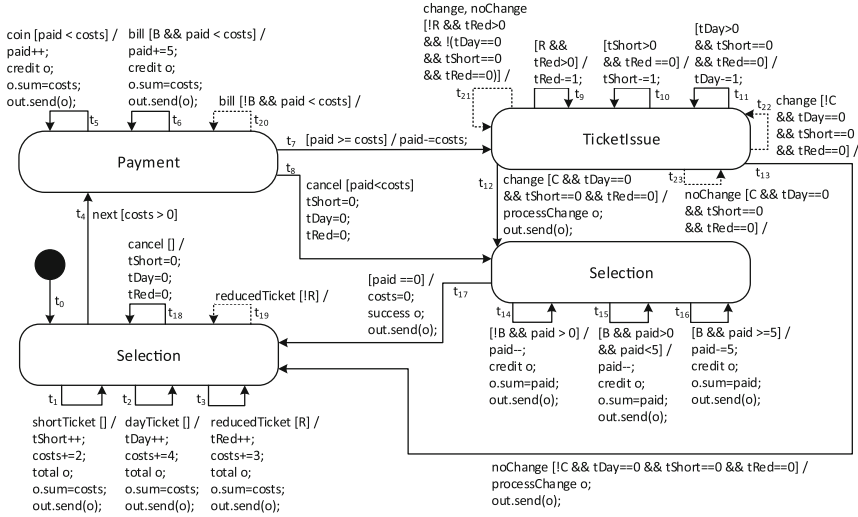 coin [paid < costs] /
paid++;
credit o;
o.sum=costs;
out.send(o);
t5
bill [B && paid < costs] /
paid+=5;
credit o;
o.sum=costs;
out.send(o);
t6
bill [!B && paid < costs] /
t20
Payment
t7
[paid >= costs] / paid-=costs;
t8
cancel [paid<costs]
tShort=0;
tDay=0;
tRed=0;
change, noChange
[!R && tRed>0
&& !(tDay==0
&& tShort==0
&& tRed==0)] /
t21
[R &&
tRed>0] /
tRed-=1;
t9
[tShort>0
&& tRed ==0] /
tShort-=1;
t10
[tDay>0
&& tShort==0
&& tRed==0] /
tDay-=1;
t11
t22
change [!C
&& tDay==0
&& tShort==0
&& tRed==0] /
TicketIssue
t12
t23
t13
change [C && tDay==0
&& tShort==0 && tRed==0] /
processChange o;
out.send(o);
noChange [C && tDay==0
&& tShort==0
&& tRed==0] /
t4
next [costs > 0]
t0
cancel [] /
tShort=0;
tDay=0;
tRed=0;
t18
reducedTicket [!R] /
t19
[paid ==0] /
costs=0;
success o;
out.send(o);
t17
Selection
t14
[!B && paid > 0] /
paid--;
credit o;
o.sum=paid;
out.send(o);
t15
[B && paid>0
&& paid<5] /
paid--;
credit o;
o.sum=paid;
out.send(o);
t16
[B && paid >=5] /
paid-=5;
credit o;
o.sum=paid;
out.send(o);
Selection
t1
shortTicket [] /
tShort++;
costs+=2;
total o;
o.sum=costs;
out.send(o);
t2
dayTicket [] /
tDay++;
costs+=4;
total o;
o.sum=costs;
out.send(o);
t3
reducedTicket [R] /
tRed++;
costs+=3;
total o;
o.sum=costs;
out.send(o);
noChange [!C && tDay==0 && tShort==0 && tRed==0] /
processChange o;
out.send(o);